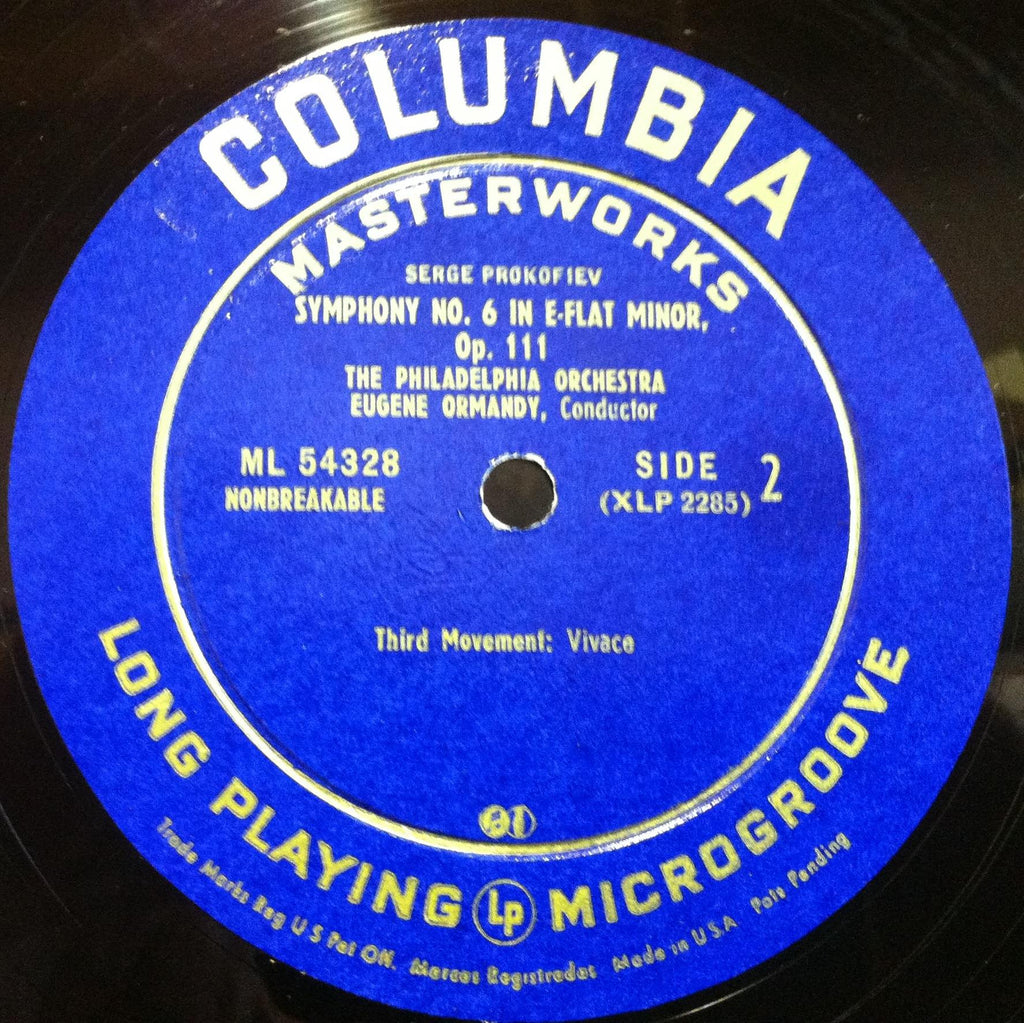 COLUMBIA
MASTERWORKS
SERGE PROKOFIEV
SYMPHONY NO. 6 IN E-FLAT MINOR,
Op. 111
THE PHILADELPHIA ORCHESTRA
EUGENE ORMANDY, Conductor
ML 54328
NONBREAKABLE
SIDE 2
(XLP 2285)
Third Movement: Vivace
LONG PLAYING LP MICROGROOVE
Trade Marks Reg U S Pat Off. Marcas Registradas Made in U.S.A Pats Pending